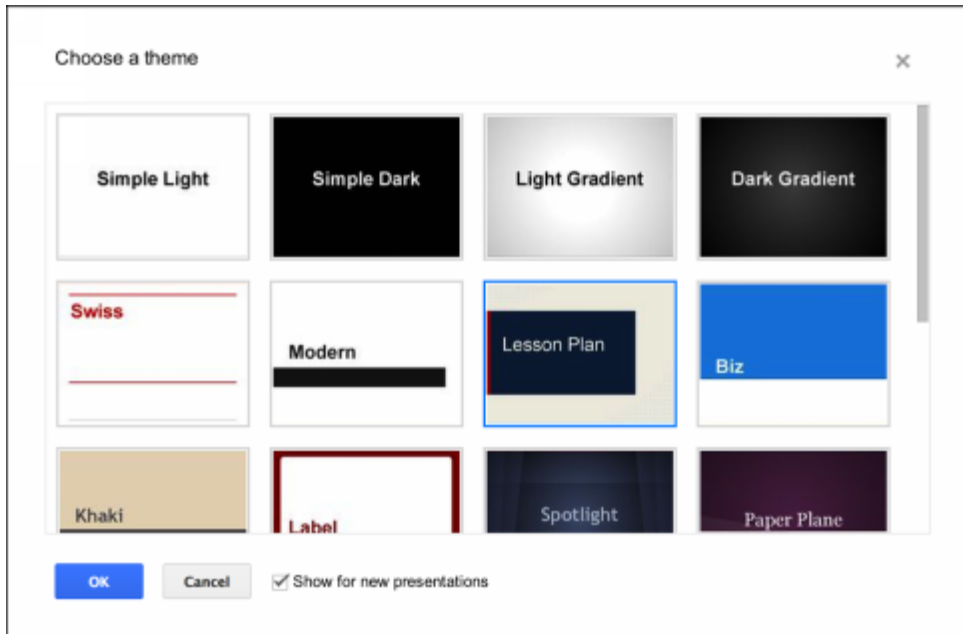 Choose a theme
Simple Light
Simple Dark
Light Gradient
Dark Gradient
Swiss
Modern
Lesson Plan
Biz
Khaki
Label
Spotlight
Paper Plane
OK
Cancel
Show for new presentations